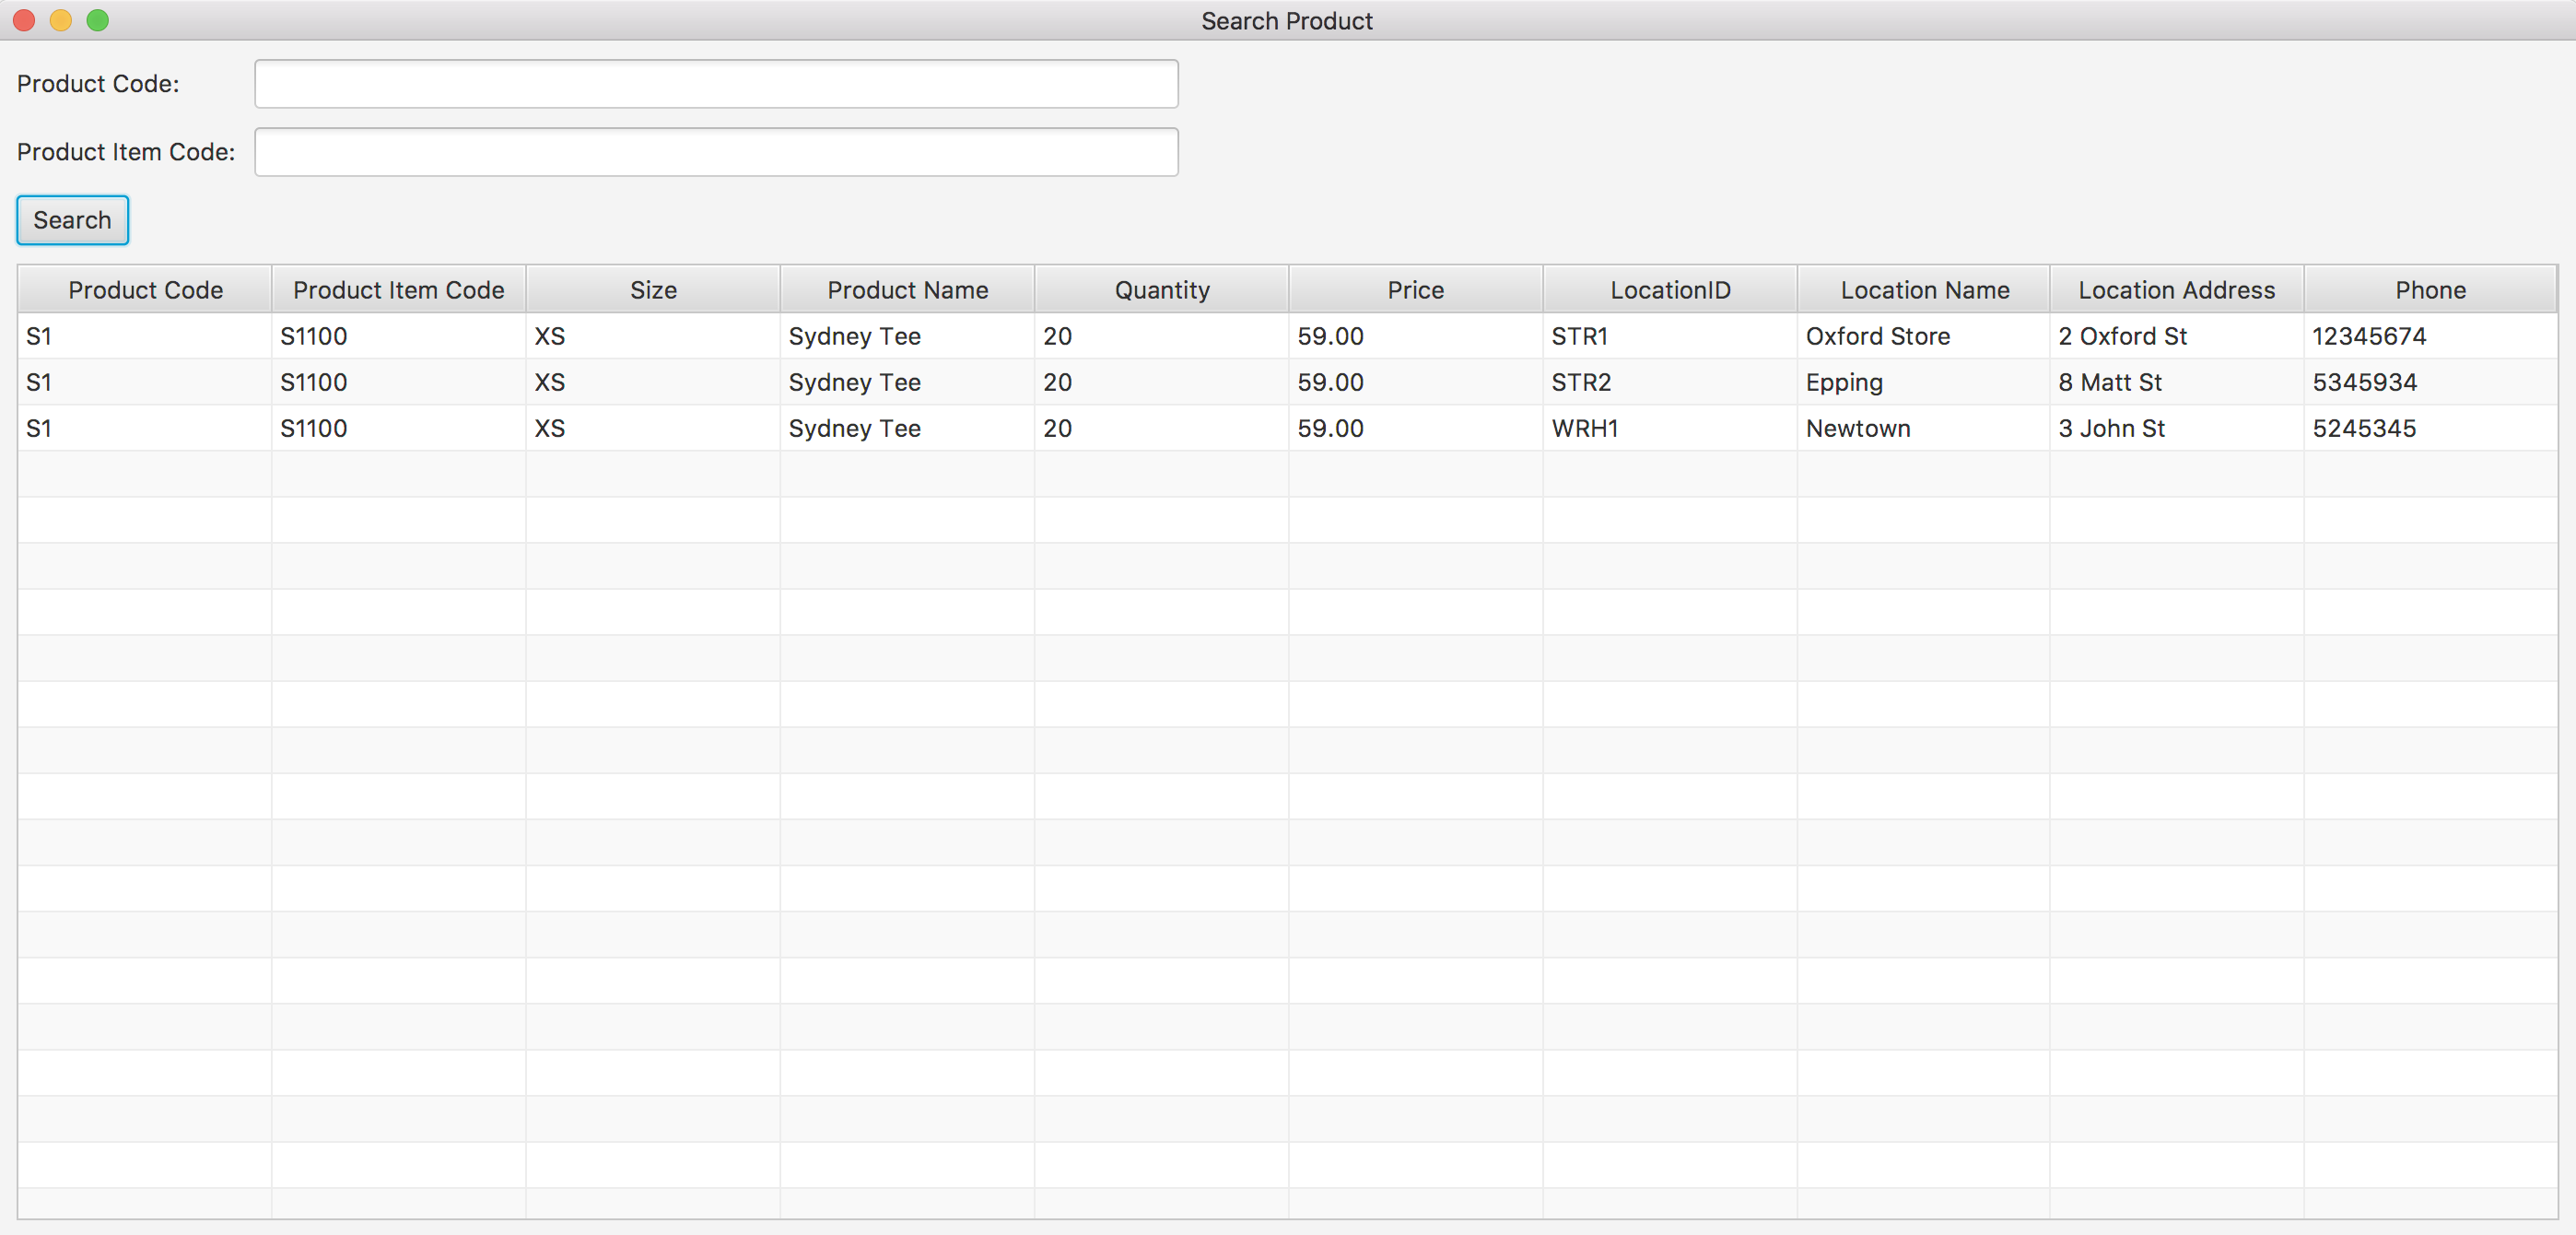 Search Product
Product Code:
Product Item Code:
Search
Product Code Product Item Code Size Product Name Quantity Price LocationID Location Name Location Address Phone
S1 S1100 XS Sydney Tee 20 59.00 STR1 Oxford Store 2 Oxford St 12345674
S1 S1100 XS Sydney Tee 20 59.00 STR2 Epping 8 Matt St 5345934
S1 S1100 XS Sydney Tee 20 59.00 WRH1 Newtown 3 John St 5245345